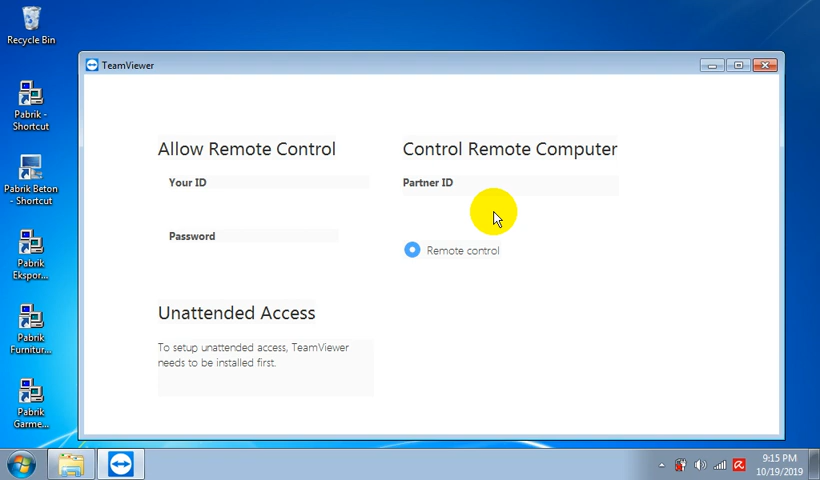 Recycle Bin
Pabrik -
Shortcut
Pabrik Beton
- Shortcut
Pabrik
Ekspor...
Pabrik
Furnitur...
Pabrik
Garme...
TeamViewer
Allow Remote Control
Your ID
Password
Unattended Access
To setup unattended access, TeamViewer
needs to be installed first.
Control Remote Computer
Partner ID
Remote control
9:15 PM
10/19/2019